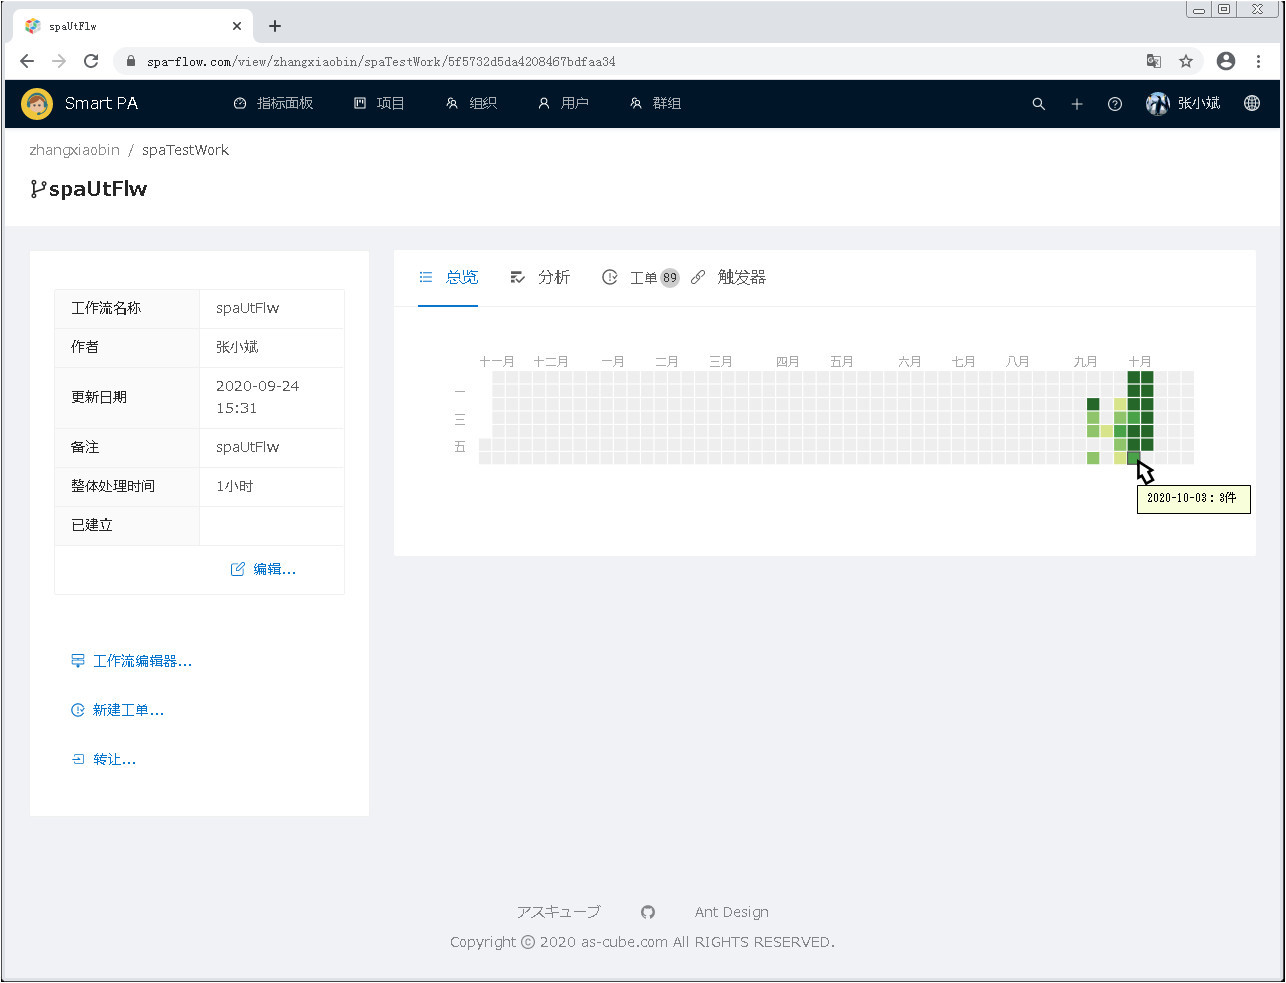 spaUtFlw
spa-flow.com/view/zhangxiaobin/spaTestWork/5f5732d5da4208467bdfaa34
Smart PA 指标面板 项目 组织 用户 群组 张小斌
zhangxiaobin / spaTestWork
spaUtFlw
总览 分析 工单 89 触发器
工作流名称 spaUtFlw
作者 张小斌
更新日期 2020-09-24
15:31
备注 spaUtFlw
整体处理时间 1小时
已建立
编辑...
工作流编辑器...
新建工单...
转让...
十一月 十二月 一月 二月 三月 四月 五月 六月 七月 八月 九月 十月
一
三
五
2020-10-03：3件
アスキューブ Ant Design
Copyright © 2020 as-cube.com All RIGHTS RESERVED.